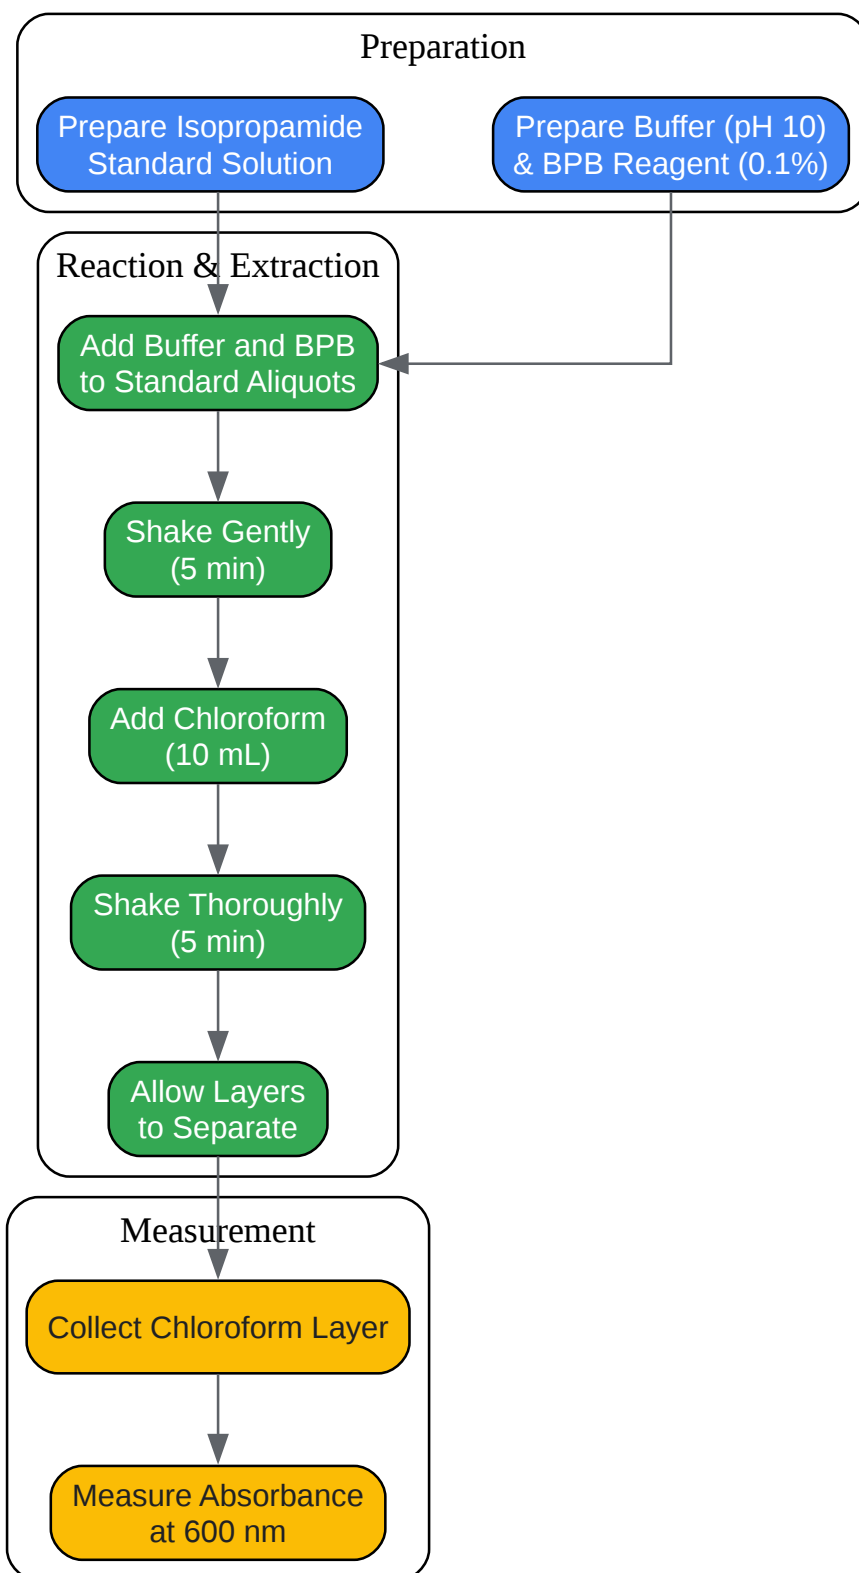 Preparation
Prepare Isopropamide
Standard Solution
Prepare Buffer (pH 10)
& BPB Reagent (0.1%)
Reaction & Extraction
Add Buffer and BPB
to Standard Aliquots
Shake Gently
(5 min)
Add Chloroform
(10 mL)
Shake Thoroughly
(5 min)
Allow Layers
to Separate
Measurement
Collect Chloroform Layer
Measure Absorbance
at 600 nm